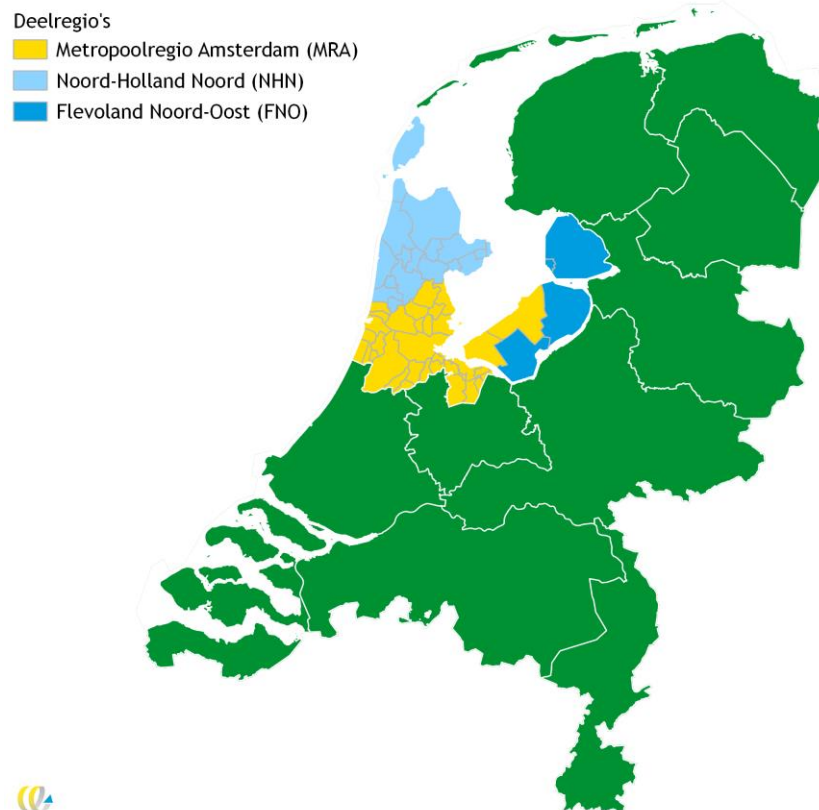 Deelregio's
Metropoolregio Amsterdam (MRA)
Noord-Holland Noord (NHN)
Flevoland Noord-Oost (FNO)